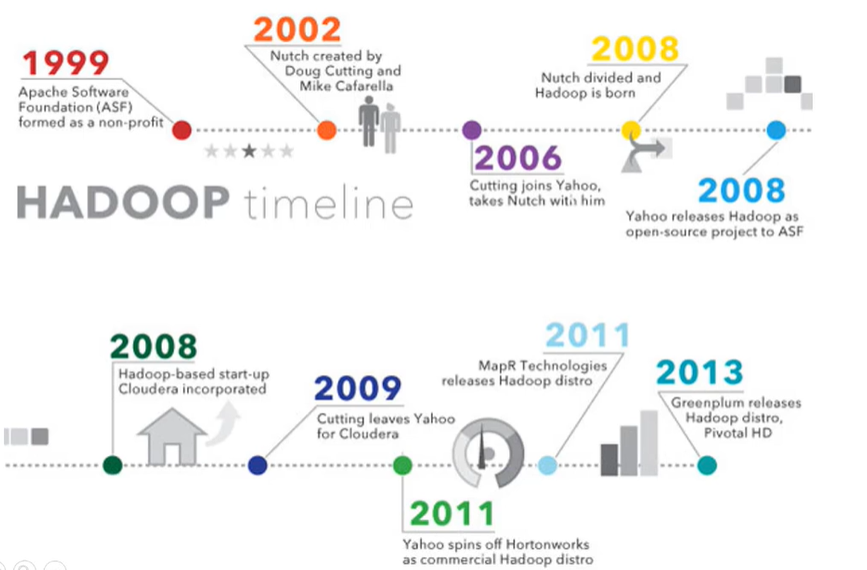 1999
Apache Software
Foundation (ASF)
formed as a non-profit
2002
Nutch created by
Doug Cutting and
Mike Cafarella
2006
Cutting joins Yahoo,
takes Nutch with him
2008
Nutch divided and
Hadoop is born
2008
Yahoo releases Hadoop as
open-source project to ASF
HADOOP timeline
2008
Hadoop-based start-up
Cloudera incorporated
2009
Cutting leaves Yahoo
for Cloudera
2011
Yahoo spins off Hortonworks
as commercial Hadoop distro
2011
MapR Technologies
releases Hadoop distro
2013
Greenplum releases
Hadoop distro,
Pivotal HD